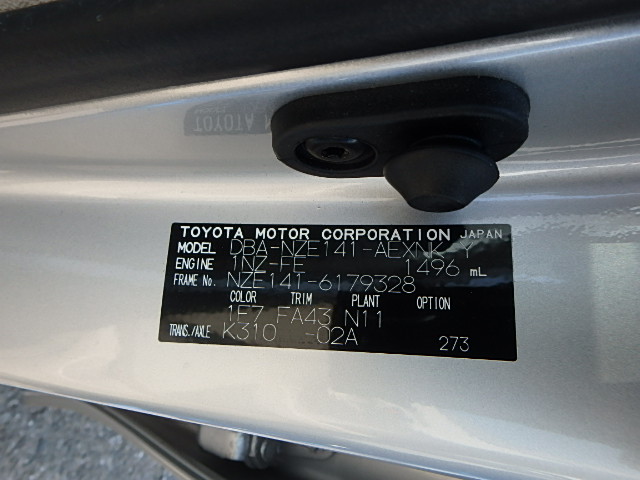 TOYOTA MOTOR CORPORATION JAPAN
MODEL DBA-NZE141-AEXNK Y
ENGINE 1NZ-FE 1496 mL
FRAME No. NZE141-6179328
COLOR TRIM PLANT OPTION
1F7 FA43 N11
TRANS./AXLE K310 -02A 273